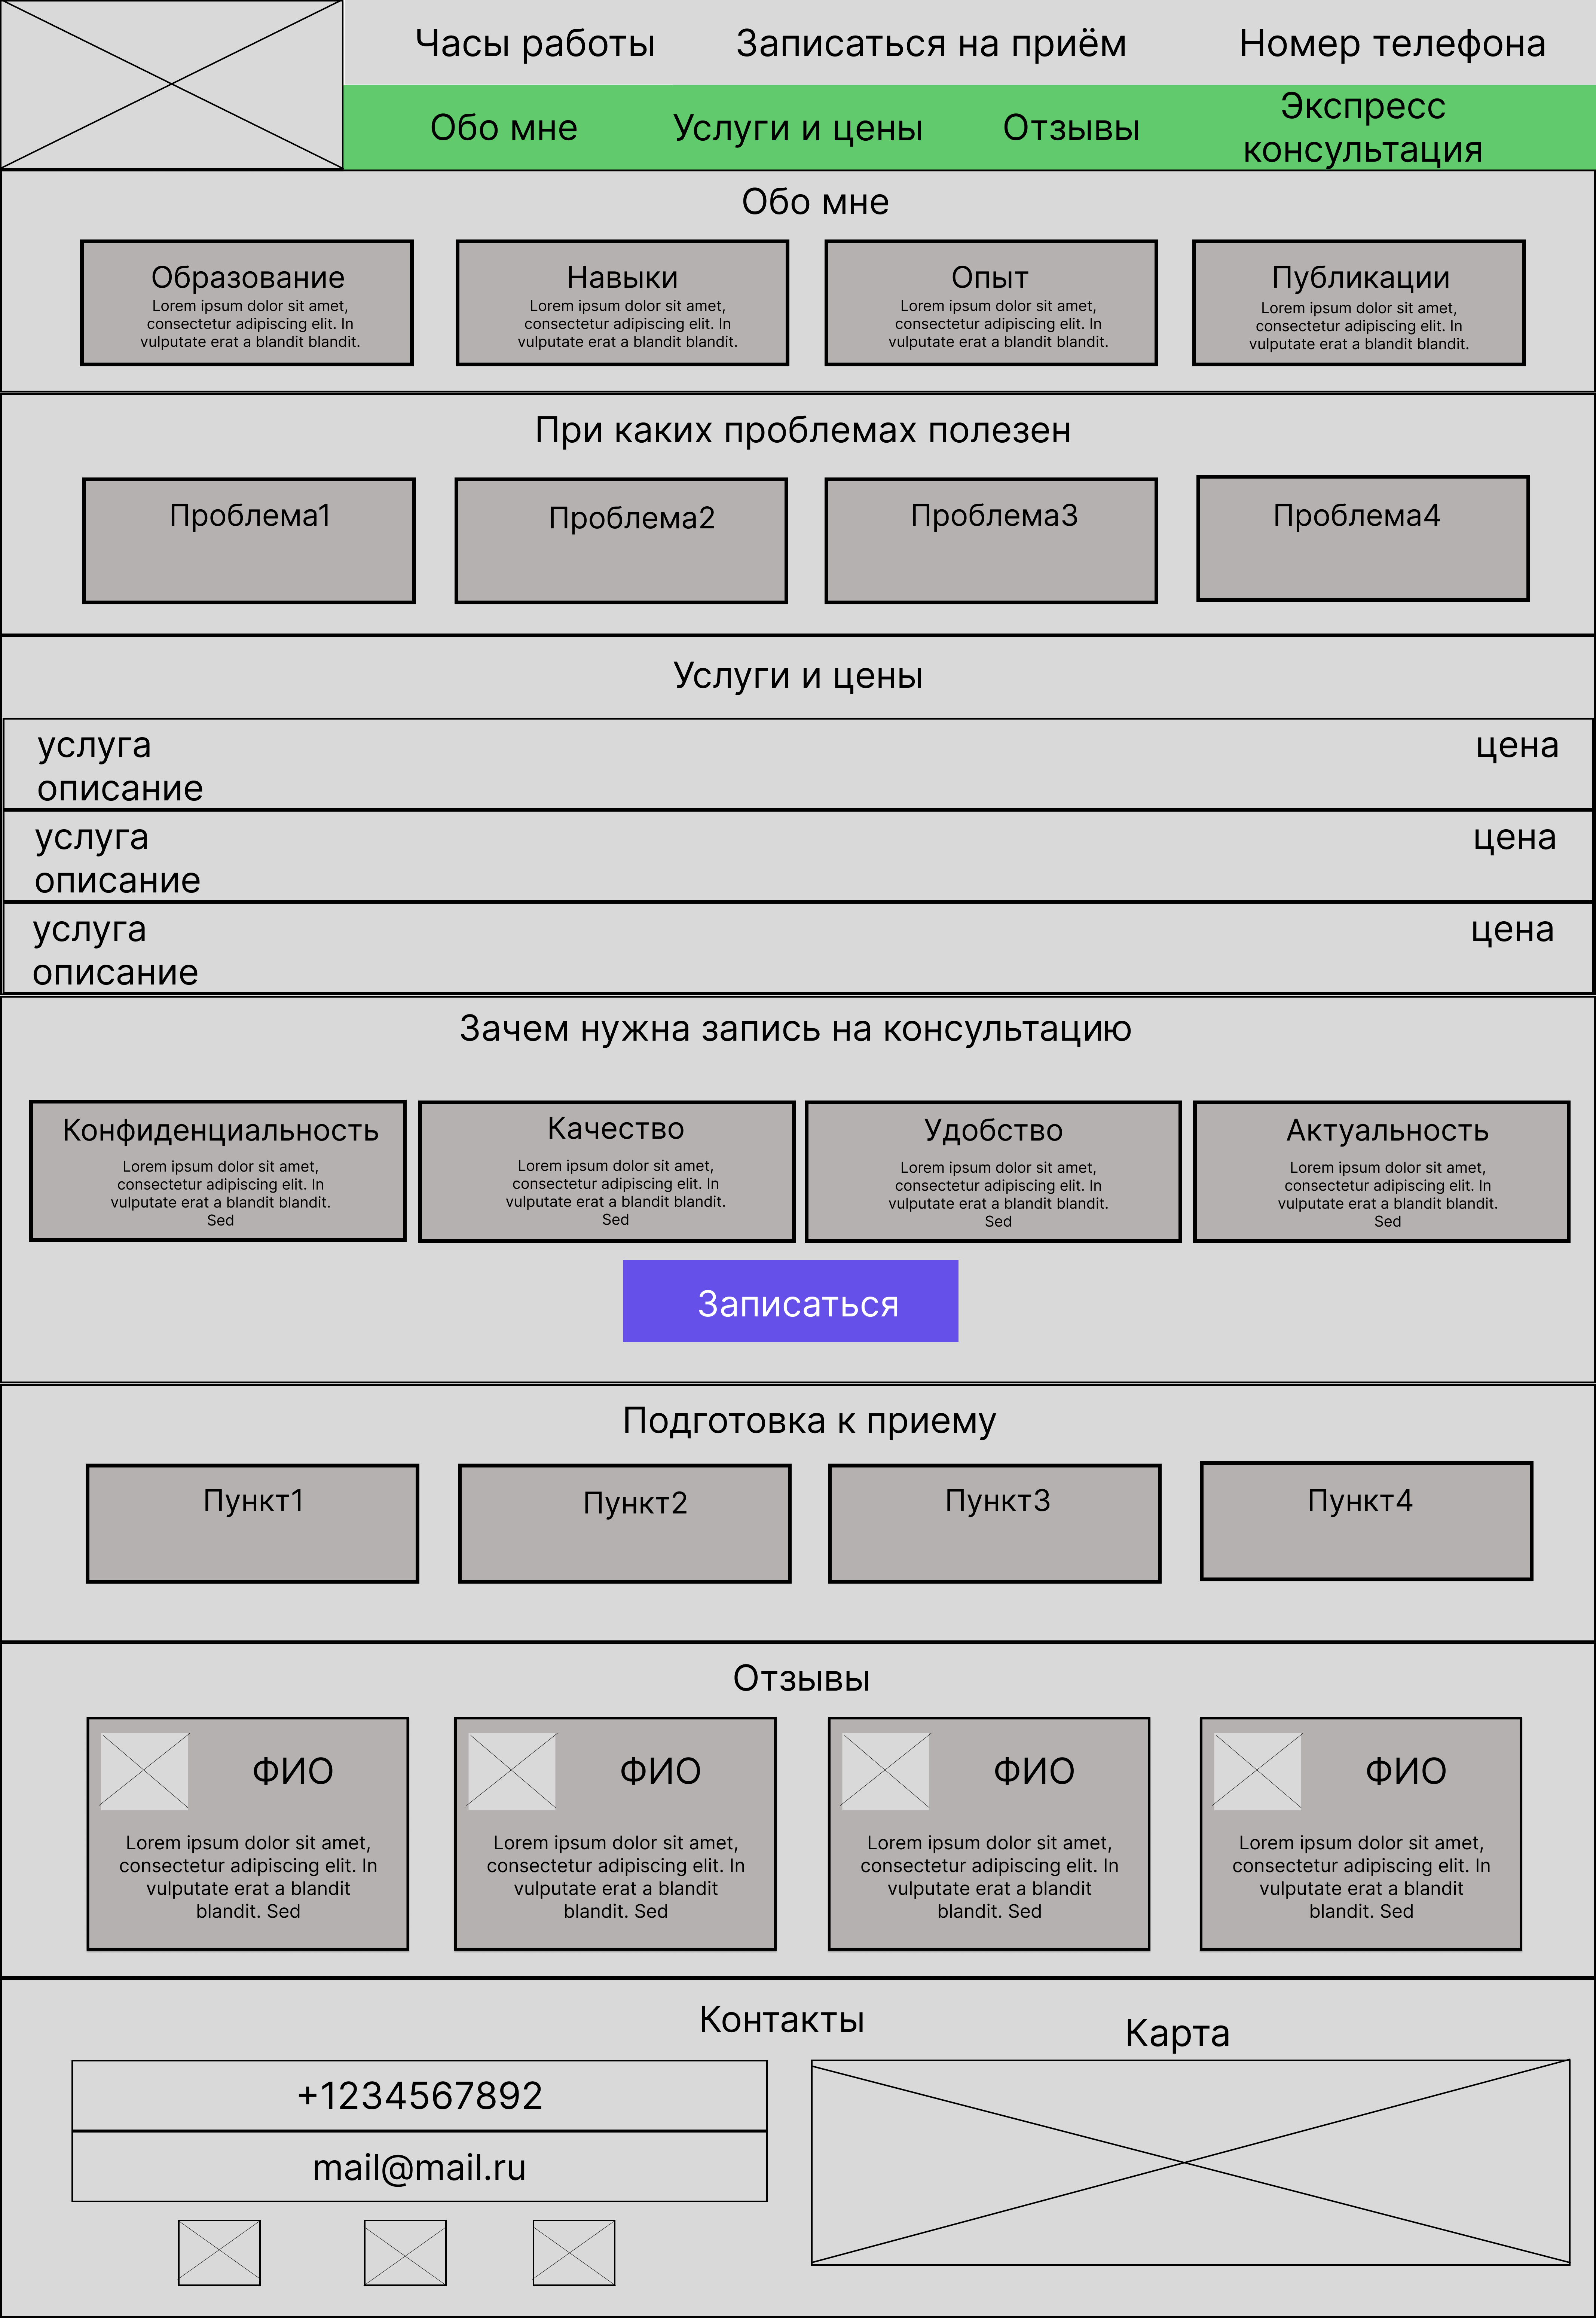 Часы работы
Записаться на приём
Номер телефона
Обо мне
Услуги и цены
Отзывы
Экспресс
консультация
Обо мне
Образование
Lorem ipsum dolor sit amet,
consectetur adipiscing elit. In
vulputate erat a blandit blandit.
Навыки
Lorem ipsum dolor sit amet,
consectetur adipiscing elit. In
vulputate erat a blandit blandit.
Опыт
Lorem ipsum dolor sit amet,
consectetur adipiscing elit. In
vulputate erat a blandit blandit.
Публикации
Lorem ipsum dolor sit amet,
consectetur adipiscing elit. In
vulputate erat a blandit blandit.
При каких проблемах полезен
Проблема1
Проблема2
Проблема3
Проблема4
Услуги и цены
услуга
цена
описание
услуга
цена
описание
услуга
цена
описание
Зачем нужна запись на консультацию
Конфиденциальность
Lorem ipsum dolor sit amet,
consectetur adipiscing elit. In
vulputate erat a blandit blandit.
Sed
Качество
Lorem ipsum dolor sit amet,
consectetur adipiscing elit. In
vulputate erat a blandit blandit.
Sed
Удобство
Lorem ipsum dolor sit amet,
consectetur adipiscing elit. In
vulputate erat a blandit blandit.
Sed
Актуальность
Lorem ipsum dolor sit amet,
consectetur adipiscing elit. In
vulputate erat a blandit blandit.
Sed
Записаться
Подготовка к приему
Пункт1
Пункт2
Пункт3
Пункт4
Отзывы
ФИО
Lorem ipsum dolor sit amet,
consectetur adipiscing elit. In
vulputate erat a blandit
blandit. Sed
ФИО
Lorem ipsum dolor sit amet,
consectetur adipiscing elit. In
vulputate erat a blandit
blandit. Sed
ФИО
Lorem ipsum dolor sit amet,
consectetur adipiscing elit. In
vulputate erat a blandit
blandit. Sed
ФИО
Lorem ipsum dolor sit amet,
consectetur adipiscing elit. In
vulputate erat a blandit
blandit. Sed
Контакты
Карта
+1234567892
mail@mail.ru